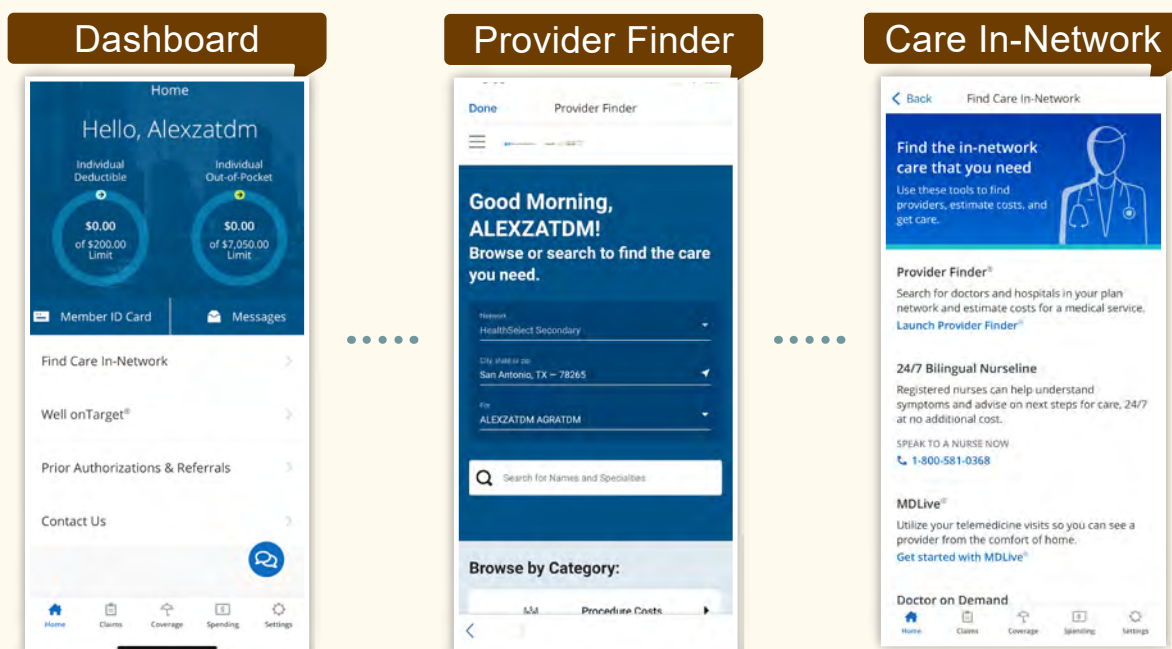 Dashboard
Home
Hello, Alexzatdm
Individual
Deductible
Individual
Out-of-Pocket
$0.00
of $200.00
Limit
$0.00
of $7,050.00
Limit
Member ID Card
Messages
Find Care In-Network
Well onTarget®
Prior Authorizations & Referrals
Contact Us
Home Claims Coverage Spending Settings
Provider Finder
Done Provider Finder
Good Morning,
ALEXZATDM!
Browse or search to find the care
you need.
Network
HealthSelect Secondary
City, state or zip
San Antonio, TX – 78265
For
ALEXZATDM AGRATDM
Search for Names and Specialties
Browse by Category:
Procedure Costs
Care In-Network
Back Find Care In-Network
Find the in-network
care that you need
Use these tools to find
providers, estimate costs, and
get care.
Provider Finder®
Search for doctors and hospitals in your plan
network and estimate costs for a medical service.
Launch Provider Finder®
24/7 Bilingual Nurseline
Registered nurses can help understand
symptoms and advise on next steps for care, 24/7
at no additional cost.
SPEAK TO A NURSE NOW
1-800-581-0368
MDLive®
Utilize your telemedicine visits so you can see a
provider from the comfort of home.
Get started with MDLive®
Doctor on Demand
Home Claims Coverage Spending Settings